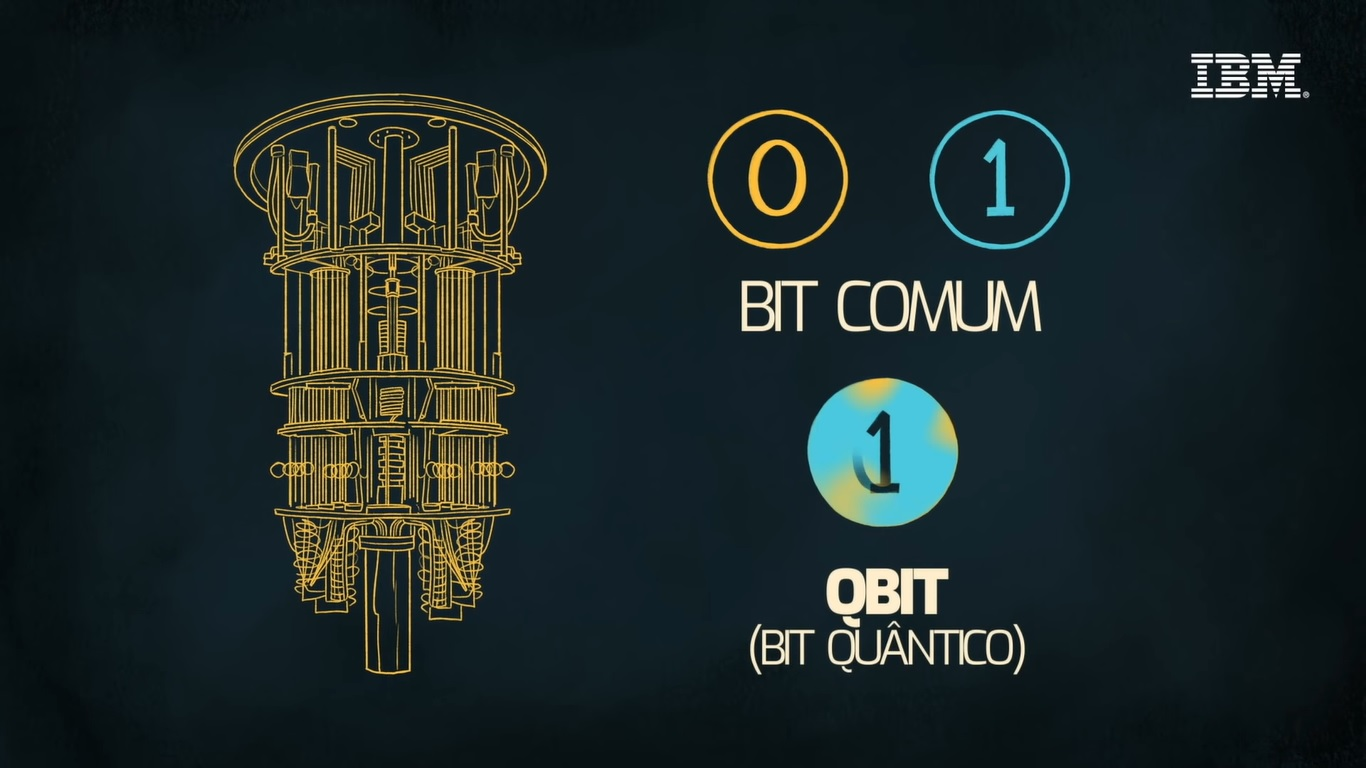 IBM
0 1
BIT COMUM
1
QBIT
(BIT QUÂNTICO)